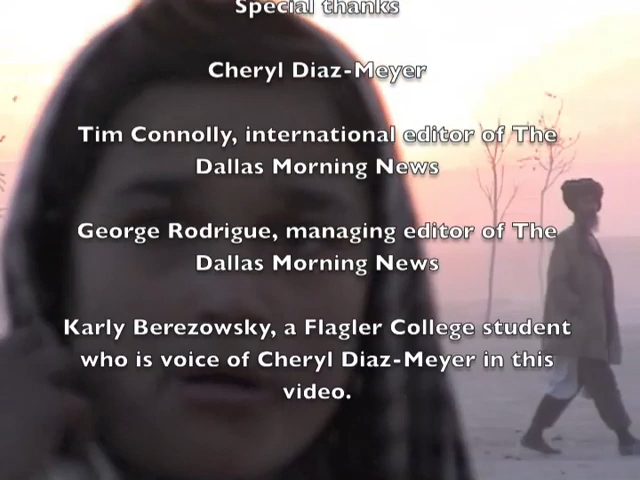 Special thanks
Cheryl Diaz-Meyer
Tim Connolly, international editor of The
Dallas Morning News
George Rodrigue, managing editor of The
Dallas Morning News
Karly Berezowsky, a Flagler College student
who is voice of Cheryl Diaz-Meyer in this
video.